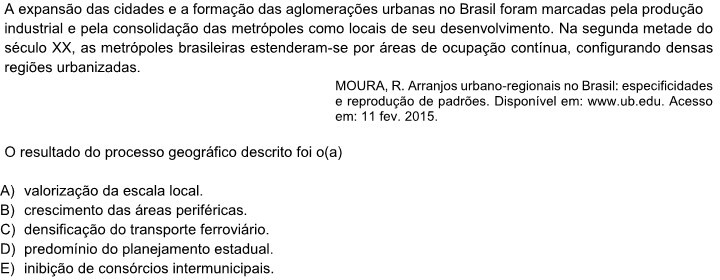 A expansão das cidades e a formação das aglomerações urbanas no Brasil foram marcadas pela produção
industrial e pela consolidação das metrópoles como locais de seu desenvolvimento. Na segunda metade do
século XX, as metrópoles brasileiras estenderam-se por áreas de ocupação contínua, configurando densas
regiões urbanizadas.
MOURA, R. Arranjos urbano-regionais no Brasil: especificidades
e reprodução de padrões. Disponível em: www.ub.edu. Acesso
em: 11 fev. 2015.
O resultado do processo geográfico descrito foi o(a)
A) valorização da escala local.
B) crescimento das áreas periféricas.
C) densificação do transporte ferroviário.
D) predomínio do planejamento estadual.
E) inibição de consórcios intermunicipais.